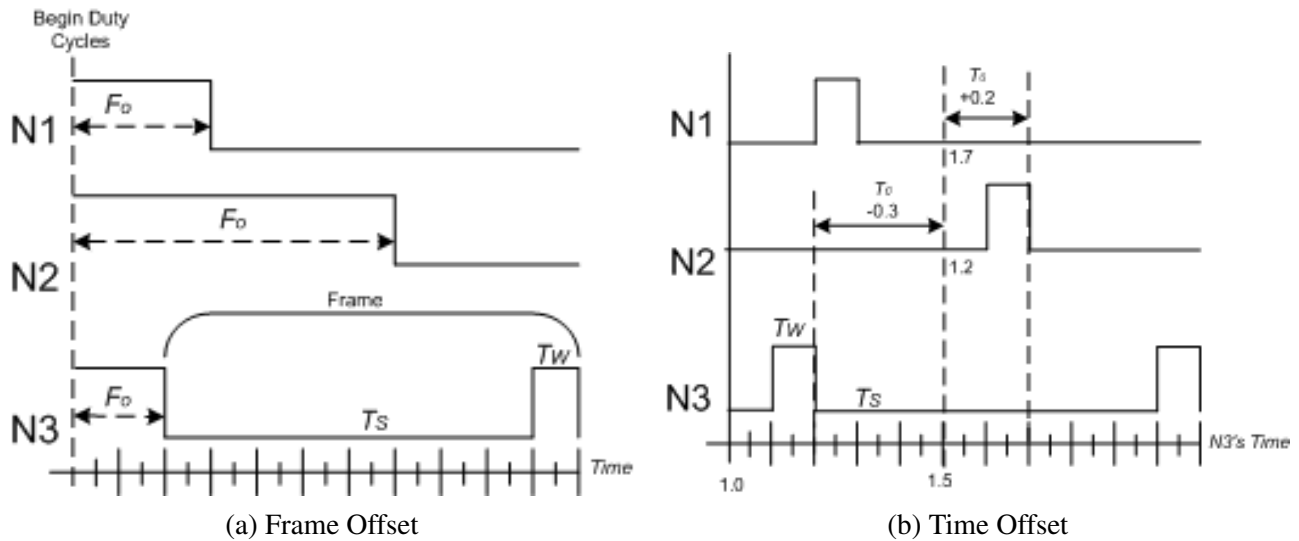 Begin Duty
Cycles
Fo
N1
Fo
N2
Frame
Tw
Fo
Ts
N3
Time
(a) Frame Offset
To
+0.2
N1
1.7
To
-0.3
N2
1.2
Tw
N3
Ts
N3's Time
1.0
1.5
(b) Time Offset